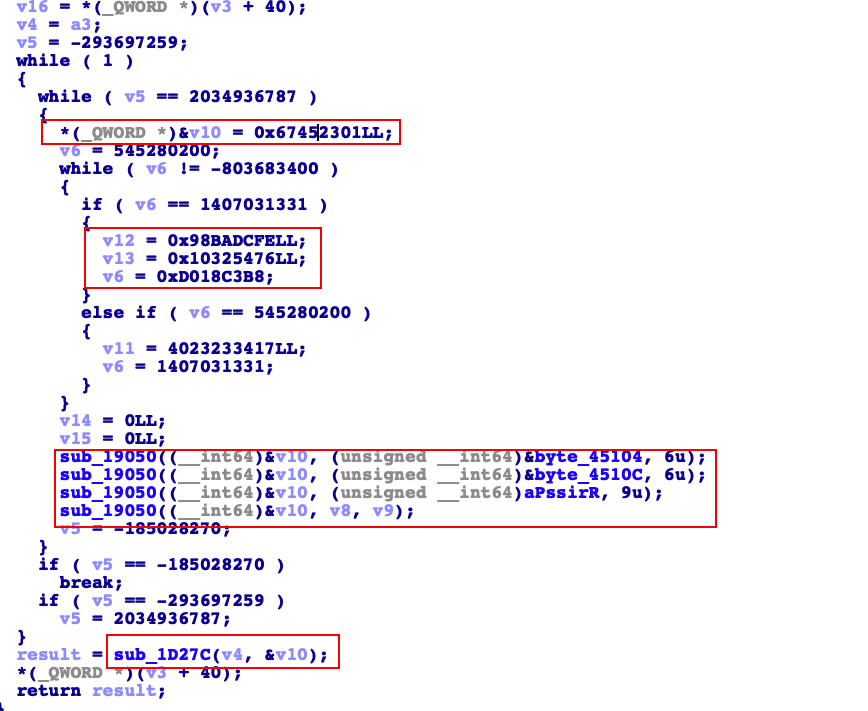 v16 = *(_QWORD *)(v3 + 40);
v4 = a3;
v5 = -293697259;
while ( 1 )
{
while ( v5 == 2034936787 )
{
*(_QWORD *)&v10 = 0x67452301LL;
v6 = 545280200;
while ( v6 != -803683400 )
{
if ( v6 == 1407031331 )
{
v12 = 0x98BADCFELL;
v13 = 0x10325476LL;
v6 = 0xD018C3B8;
}
else if ( v6 == 545280200 )
{
v11 = 4023233417LL;
v6 = 1407031331;
}
}
v14 = 0LL;
v15 = 0LL;
sub_19050((__int64)&v10, (unsigned __int64)&byte_45104, 6u);
sub_19050((__int64)&v10, (unsigned __int64)&byte_4510C, 6u);
sub_19050((__int64)&v10, (unsigned __int64)aPssirR, 9u);
sub_19050((__int64)&v10, v8, v9);
v5 = -185028270;
}
if ( v5 == -185028270 )
break;
if ( v5 == -293697259 )
v5 = 2034936787;
}
result = sub_1D27C(v4, &v10);
*(_QWORD *)(v3 + 40);
return result;
}